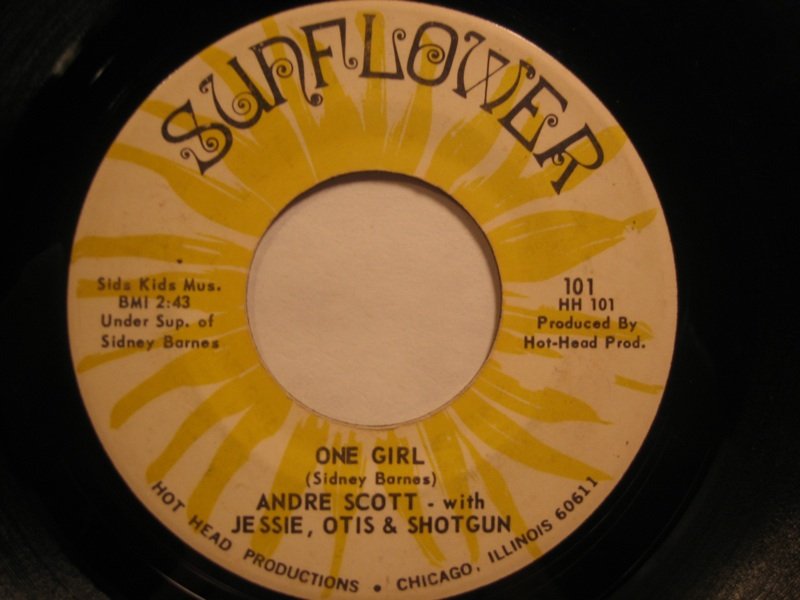 SUNFLOWER
Sids Kids Mus.
BMI 2:43
Under Sup. of
Sidney Barnes
101
HH 101
Produced By
Hot-Head Prod.
ONE GIRL
(Sidney Barnes)
ANDRE SCOTT - with
JESSIE, OTIS & SHOTGUN
HOT HEAD PRODUCTIONS • CHICAGO, ILLINOIS 60611